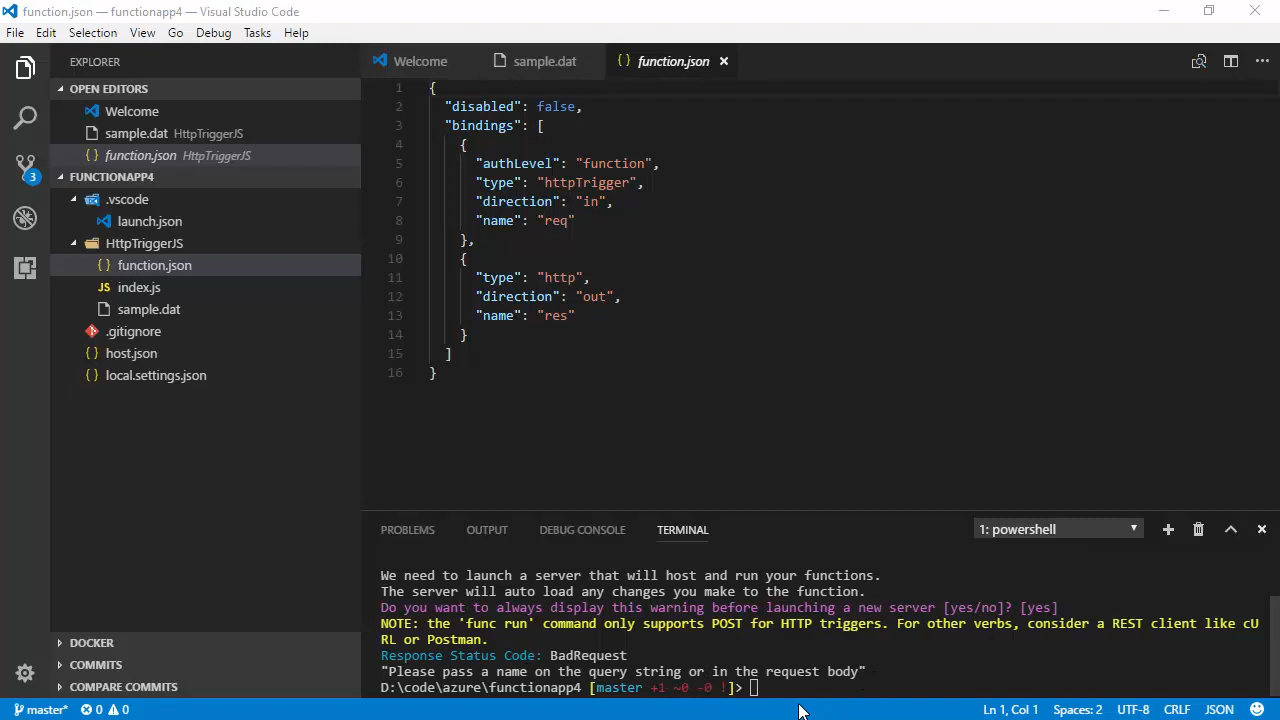 function.json — functionapp4 — Visual Studio Code
File Edit Selection View Go Debug Tasks Help
EXPLORER
Welcome sample.dat {} function.json ×
OPEN EDITORS
Welcome
sample.dat HttpTriggerJS
{} function.json HttpTriggerJS
3
FUNCTIONAPP4
.vscode
launch.json
HttpTriggerJS
{} function.json
JS index.js
sample.dat
.gitignore
{} host.json
{} local.settings.json
DOCKER
COMMITS
COMPARE COMMITS
1 {
2 "disabled": false,
3 "bindings": [
4 {
5 "authLevel": "function",
6 "type": "httpTrigger",
7 "direction": "in",
8 "name": "req"
9 },
10 {
11 "type": "http",
12 "direction": "out",
13 "name": "res"
14 }
15 ]
16 }
PROBLEMS OUTPUT DEBUG CONSOLE TERMINAL 1: powershell
We need to launch a server that will host and run your functions.
The server will auto load any changes you make to the function.
Do you want to always display this warning before launching a new server [yes/no]? [yes]
NOTE: the 'func run' command only supports POST for HTTP triggers. For other verbs, consider a REST client like cU
RL or Postman.
Response Status Code: BadRequest
"Please pass a name on the query string or in the request body"
D:\code\azure\functionapp4 [master +1 ~0 -0 !]>
master* 0 0 Ln 1, Col 1 Spaces: 2 UTF-8 CRLF JSON